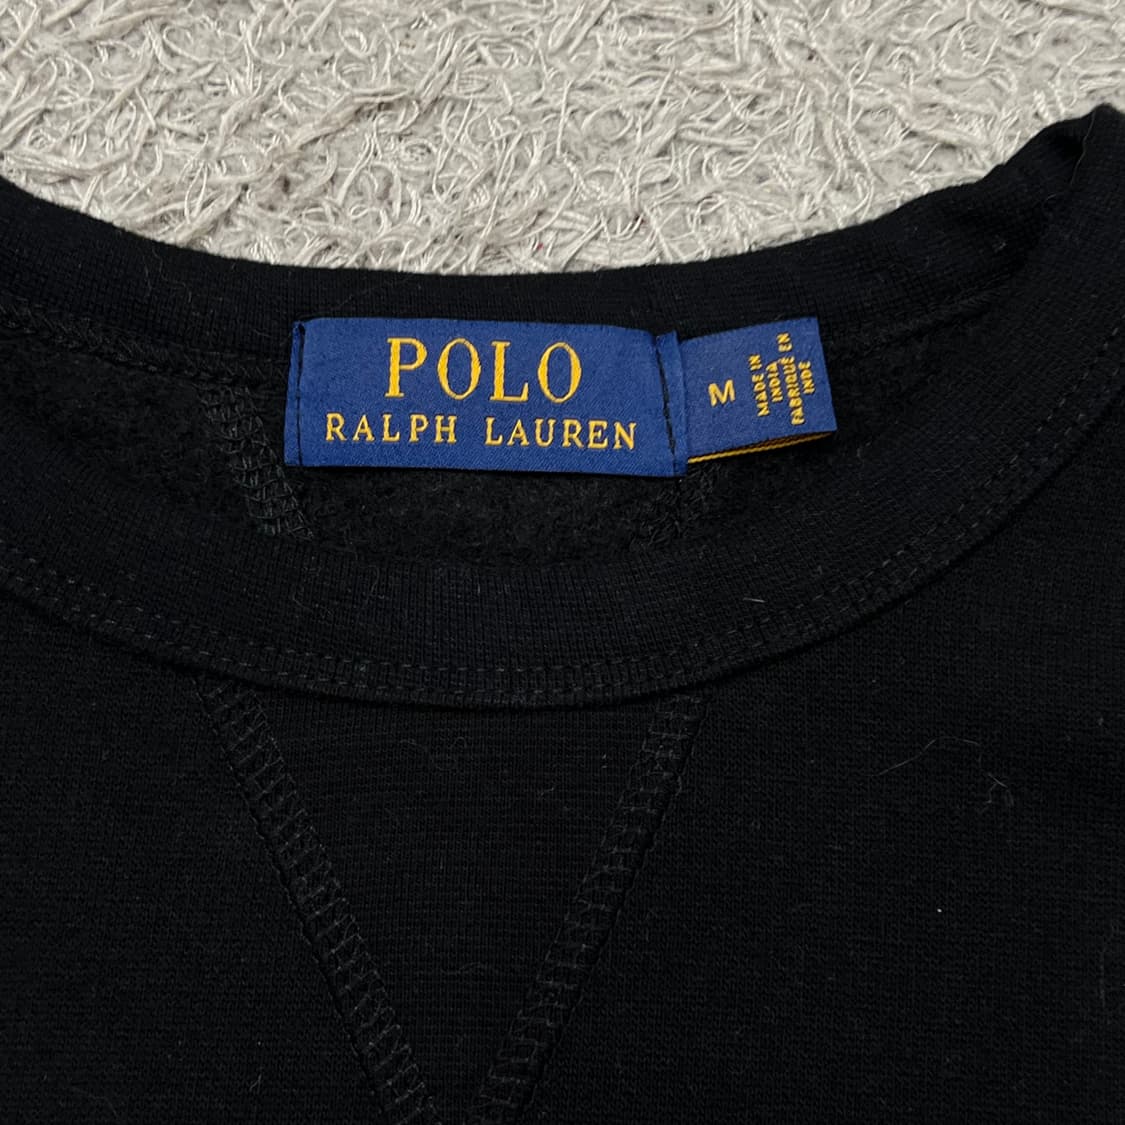 POLO
RALPH LAUREN
M
MADE IN
INDIA
FABRIQUÉ EN
INDE